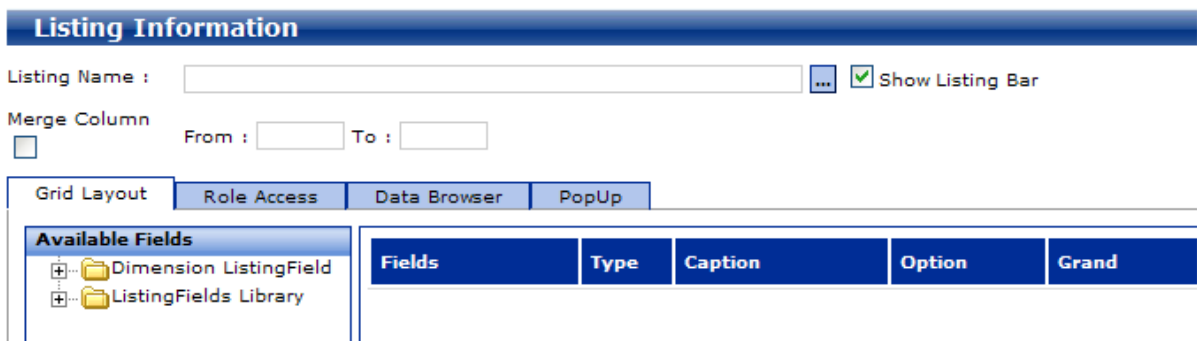 Listing Information
Listing Name : ... Show Listing Bar
Merge Column
From : To :
Grid Layout Role Access Data Browser PopUp
Available Fields
Dimension ListingField
ListingFields Library
Fields Type Caption Option Grand